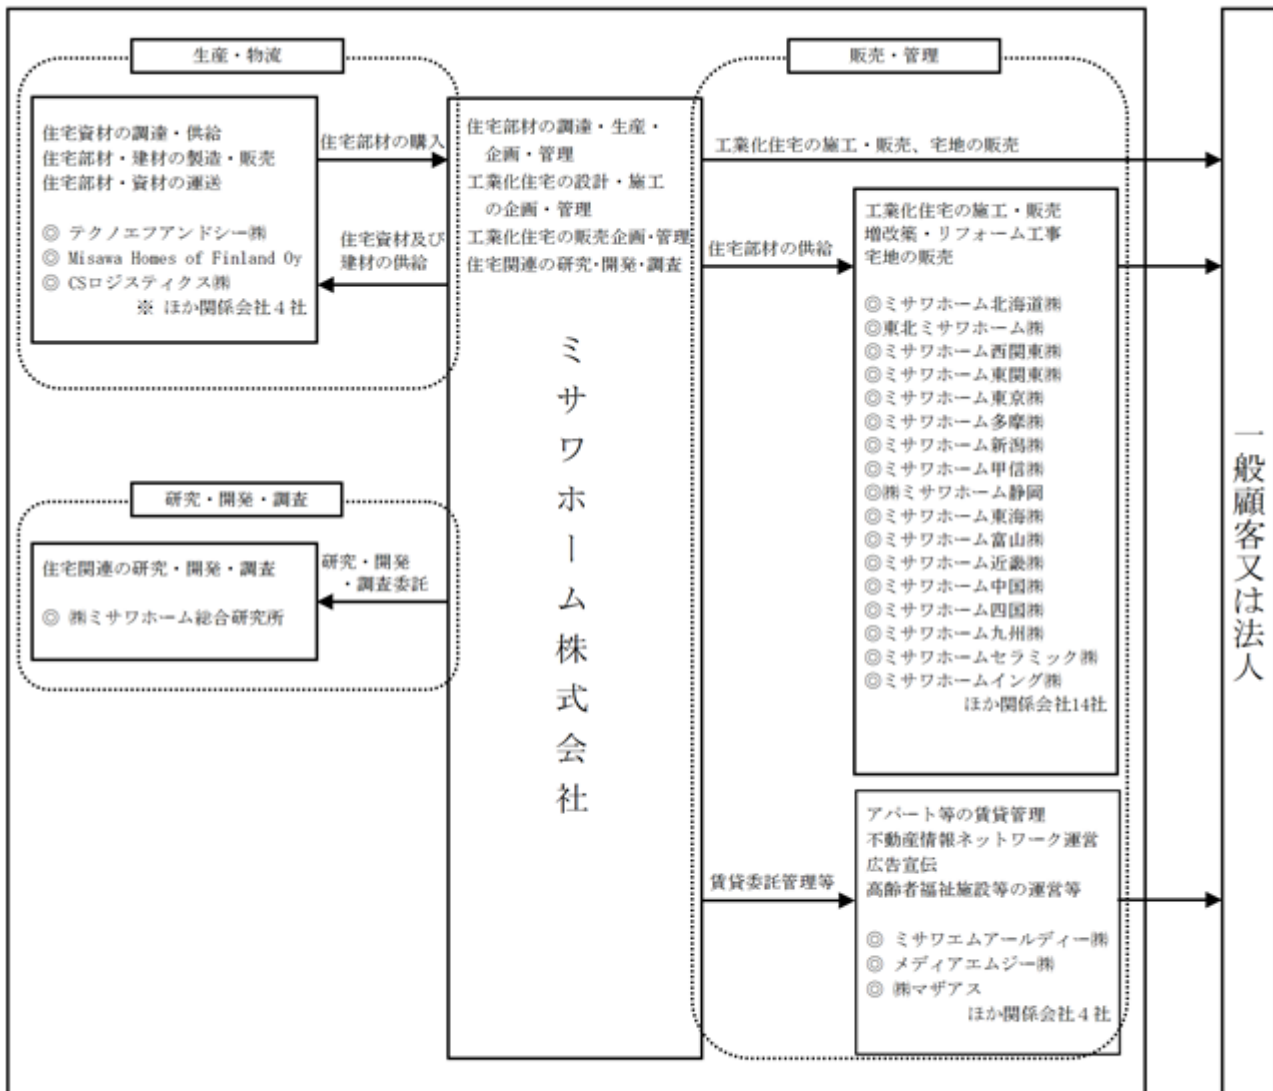 生産・物流
住宅資材の調達・供給
住宅部材・建材の製造・販売
住宅部材・資材の運送
◎ テクノエフアンドシー㈱
◎ Misawa Homes of Finland Oy
◎ CSロジスティクス㈱
※ ほか関係会社４社
住宅部材の購入
住宅資材及び
建材の供給
研究・開発・調査
住宅関連の研究・開発・調査
◎ ㈱ミサワホーム総合研究所
研究・開発
・調査委託
住宅部材の調達・生産・
企画・管理
工業化住宅の設計・施工
の企画・管理
工業化住宅の販売企画・管理
住宅関連の研究・開発・調査
ミサワホーム株式会社
販売・管理
工業化住宅の施工・販売、宅地の販売
住宅部材の供給
工業化住宅の施工・販売
増改築・リフォーム工事
宅地の販売
◎ミサワホーム北海道㈱
◎東北ミサワホーム㈱
◎ミサワホーム西関東㈱
◎ミサワホーム東関東㈱
◎ミサワホーム東京㈱
◎ミサワホーム多摩㈱
◎ミサワホーム新潟㈱
◎ミサワホーム甲信㈱
◎㈱ミサワホーム静岡
◎ミサワホーム東海㈱
◎ミサワホーム富山㈱
◎ミサワホーム近畿㈱
◎ミサワホーム中国㈱
◎ミサワホーム四国㈱
◎ミサワホーム九州㈱
◎ミサワホームセラミック㈱
◎ミサワホームイング㈱
ほか関係会社14社
賃貸委託管理等
アパート等の賃貸管理
不動産情報ネットワーク運営
広告宣伝
高齢者福祉施設等の運営等
◎ ミサワエムアールディー㈱
◎ メディアエムジー㈱
◎ ㈱マザアス
ほか関係会社４社
一般顧客又は法人